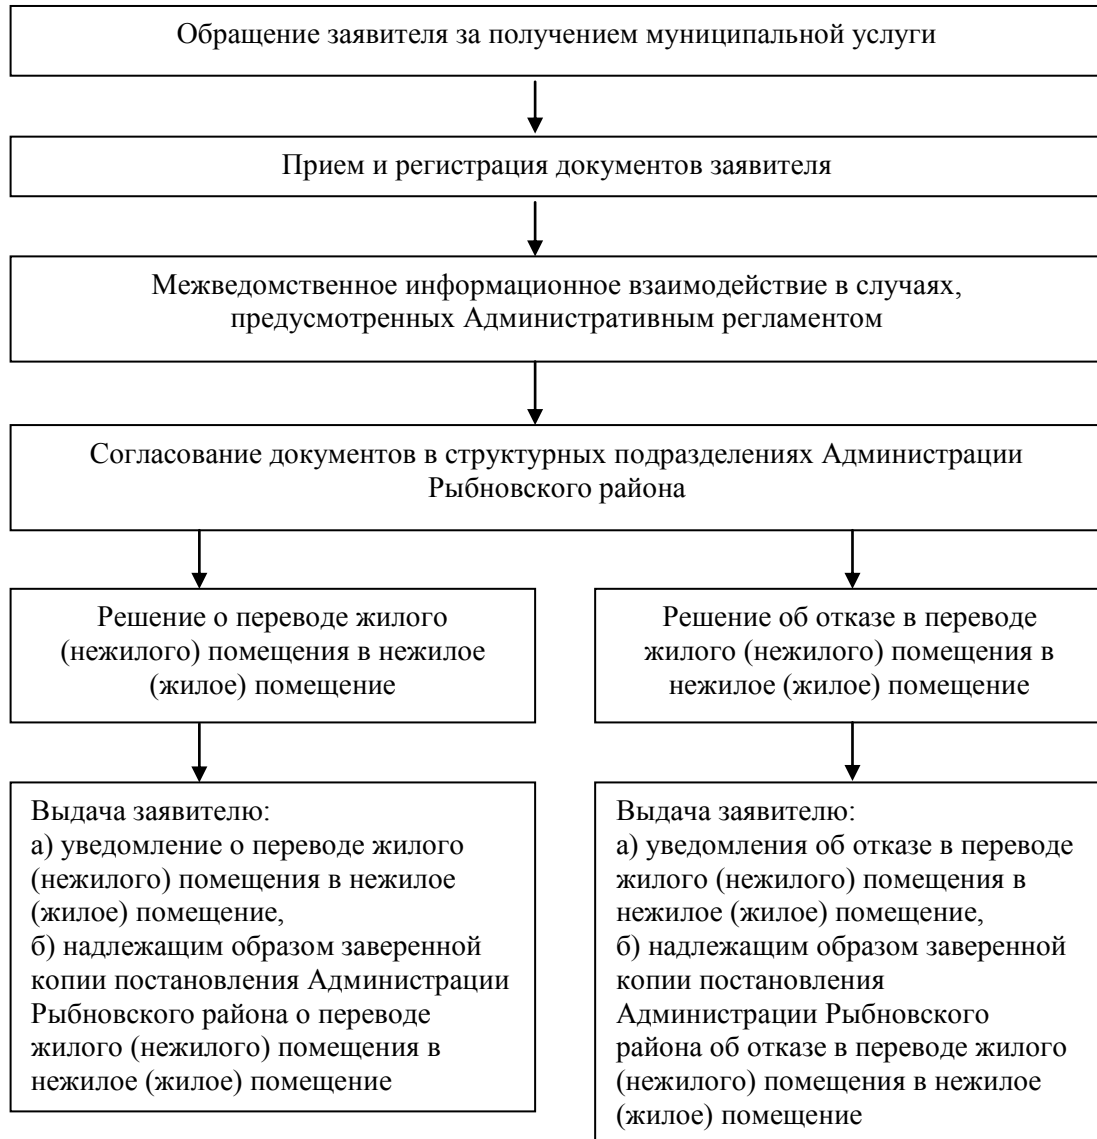 Обращение заявителя за получением муниципальной услуги
Прием и регистрация документов заявителя
Межведомственное информационное взаимодействие в случаях,
предусмотренных Административным регламентом
Согласование документов в структурных подразделениях Администрации
Рыбновского района
Решение о переводе жилого
(нежилого) помещения в нежилое
(жилое) помещение
Решение об отказе в переводе
жилого (нежилого) помещения в
нежилое (жилое) помещение
Выдача заявителю:
а) уведомление о переводе жилого
(нежилого) помещения в нежилое
(жилое) помещение,
б) надлежащим образом заверенной
копии постановления Администрации
Рыбновского района о переводе
жилого (нежилого) помещения в
нежилое (жилое) помещение
Выдача заявителю:
а) уведомления об отказе в переводе
жилого (нежилого) помещения в
нежилое (жилое) помещение,
б) надлежащим образом заверенной
копии постановления
Администрации Рыбновского
района об отказе в переводе жилого
(нежилого) помещения в нежилое
(жилое) помещение